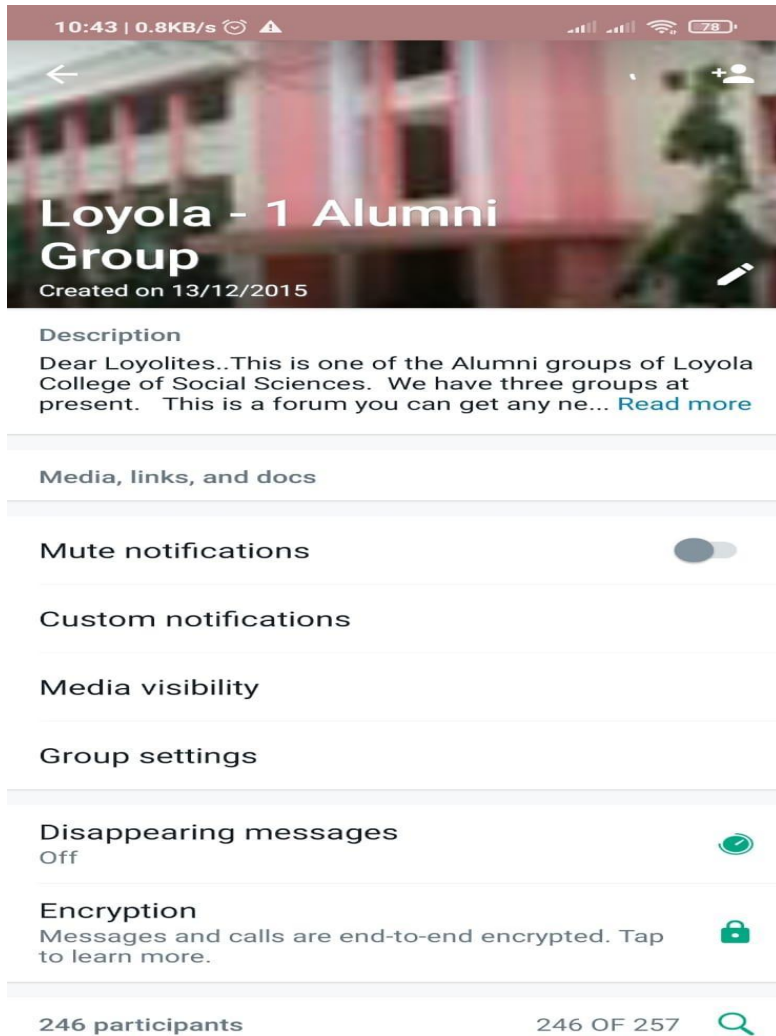 10:43 | 0.8KB/s
78
Loyola - 1 Alumni
Group
Created on 13/12/2015
Description
Dear Loyolites..This is one of the Alumni groups of Loyola
College of Social Sciences. We have three groups at
present. This is a forum you can get any ne... Read more
Media, links, and docs
Mute notifications
Custom notifications
Media visibility
Group settings
Disappearing messages
Off
Encryption
Messages and calls are end-to-end encrypted. Tap
to learn more.
246 participants 246 OF 257